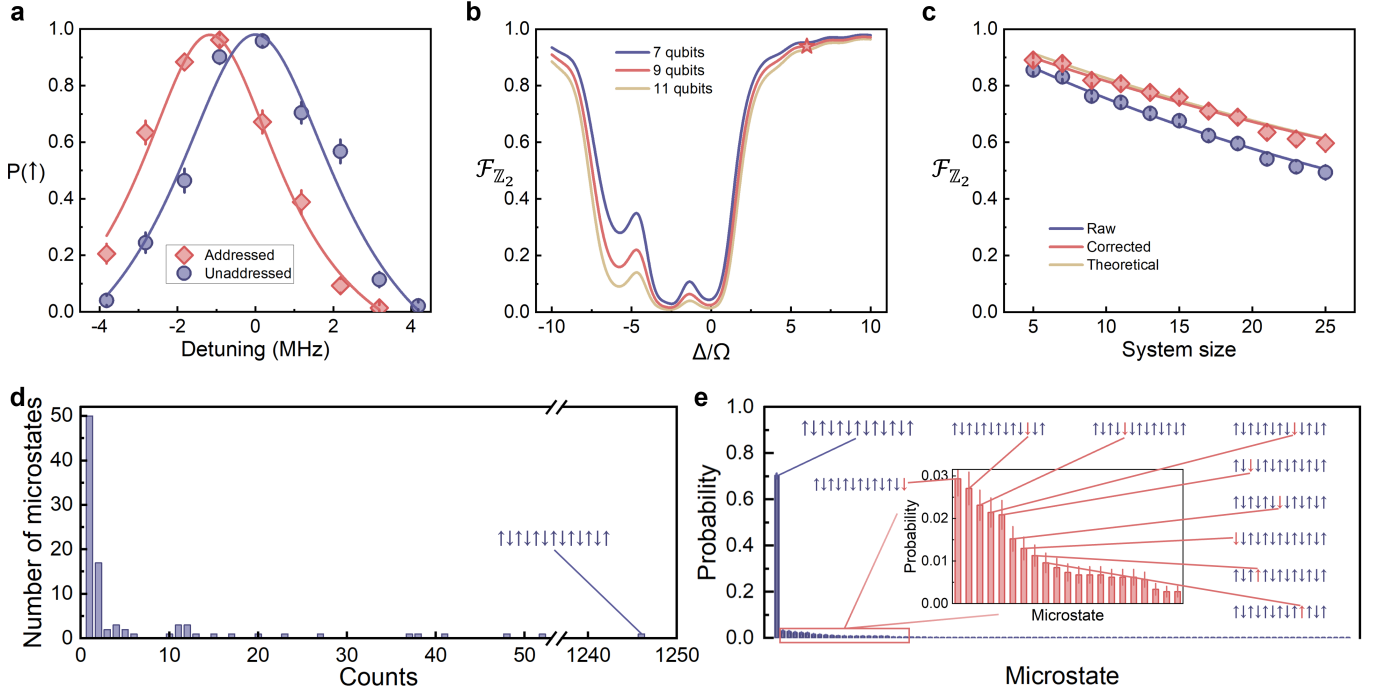 a
1.0
0.8
0.6
0.4
0.2
0.0
P(↑)
-4
-2
0
2
4
Detuning (MHz)
Addressed
Unaddressed
b
1.0
0.8
0.6
0.4
0.2
0.0
ℱ_ℤ₂
-10
-5
0
5
10
Δ/Ω
7 qubits
9 qubits
11 qubits
c
1.0
0.8
0.6
0.4
0.2
0.0
ℱ_ℤ₂
5
10
15
20
25
System size
Raw
Corrected
Theoretical
d
50
40
30
20
10
0
Number of microstates
0
10
20
30
40
50
1240
1250
Counts
↑↓↑↓↑↓↑↓↑↓↑↓↑
e
1.0
0.8
0.6
0.4
0.2
0.0
Probability
Microstate
↑↓↑↓↑↓↑↓↑↓↑↓↑
0.03
0.02
0.01
0.00
Probability
Microstate